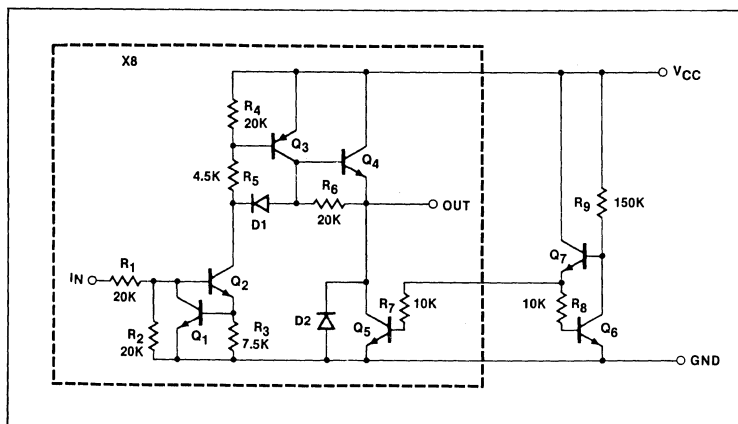 X8
VCC
R4
20K
Q3
Q4
4.5K
R5
R6
20K
D1
OUT
R9
150K
IN
R1
20K
Q2
Q7
R7
10K
10K
R8
R2
20K
Q1
R3
7.5K
D2
Q5
Q6
GND